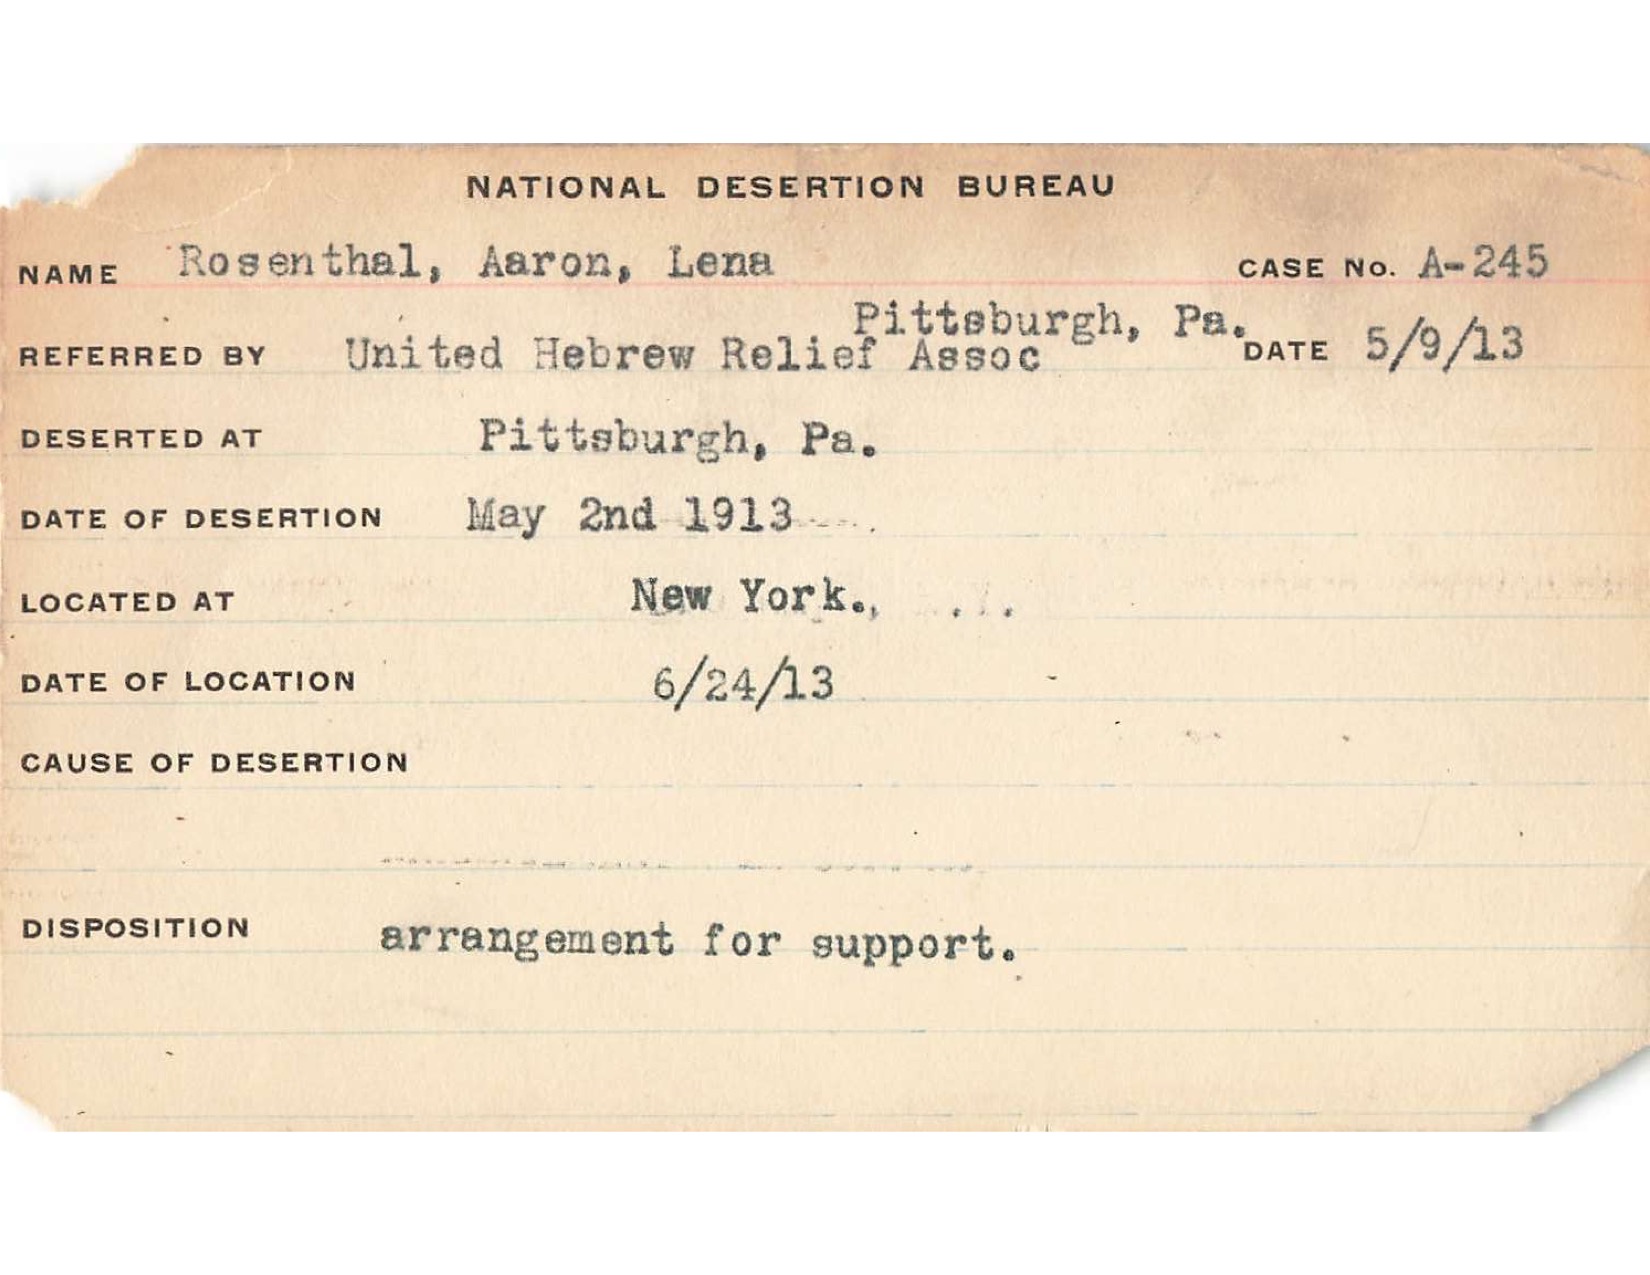 NATIONAL DESERTION BUREAU
NAME Rosenthal, Aaron, Lena CASE NO. A-245
Pittsburgh, Pa.
REFERRED BY United Hebrew Relief Assoc DATE 5/9/13
DESERTED AT Pittsburgh, Pa.
DATE OF DESERTION May 2nd 1913
LOCATED AT New York.,
DATE OF LOCATION 6/24/13
CAUSE OF DESERTION
DISPOSITION arrangement for support.